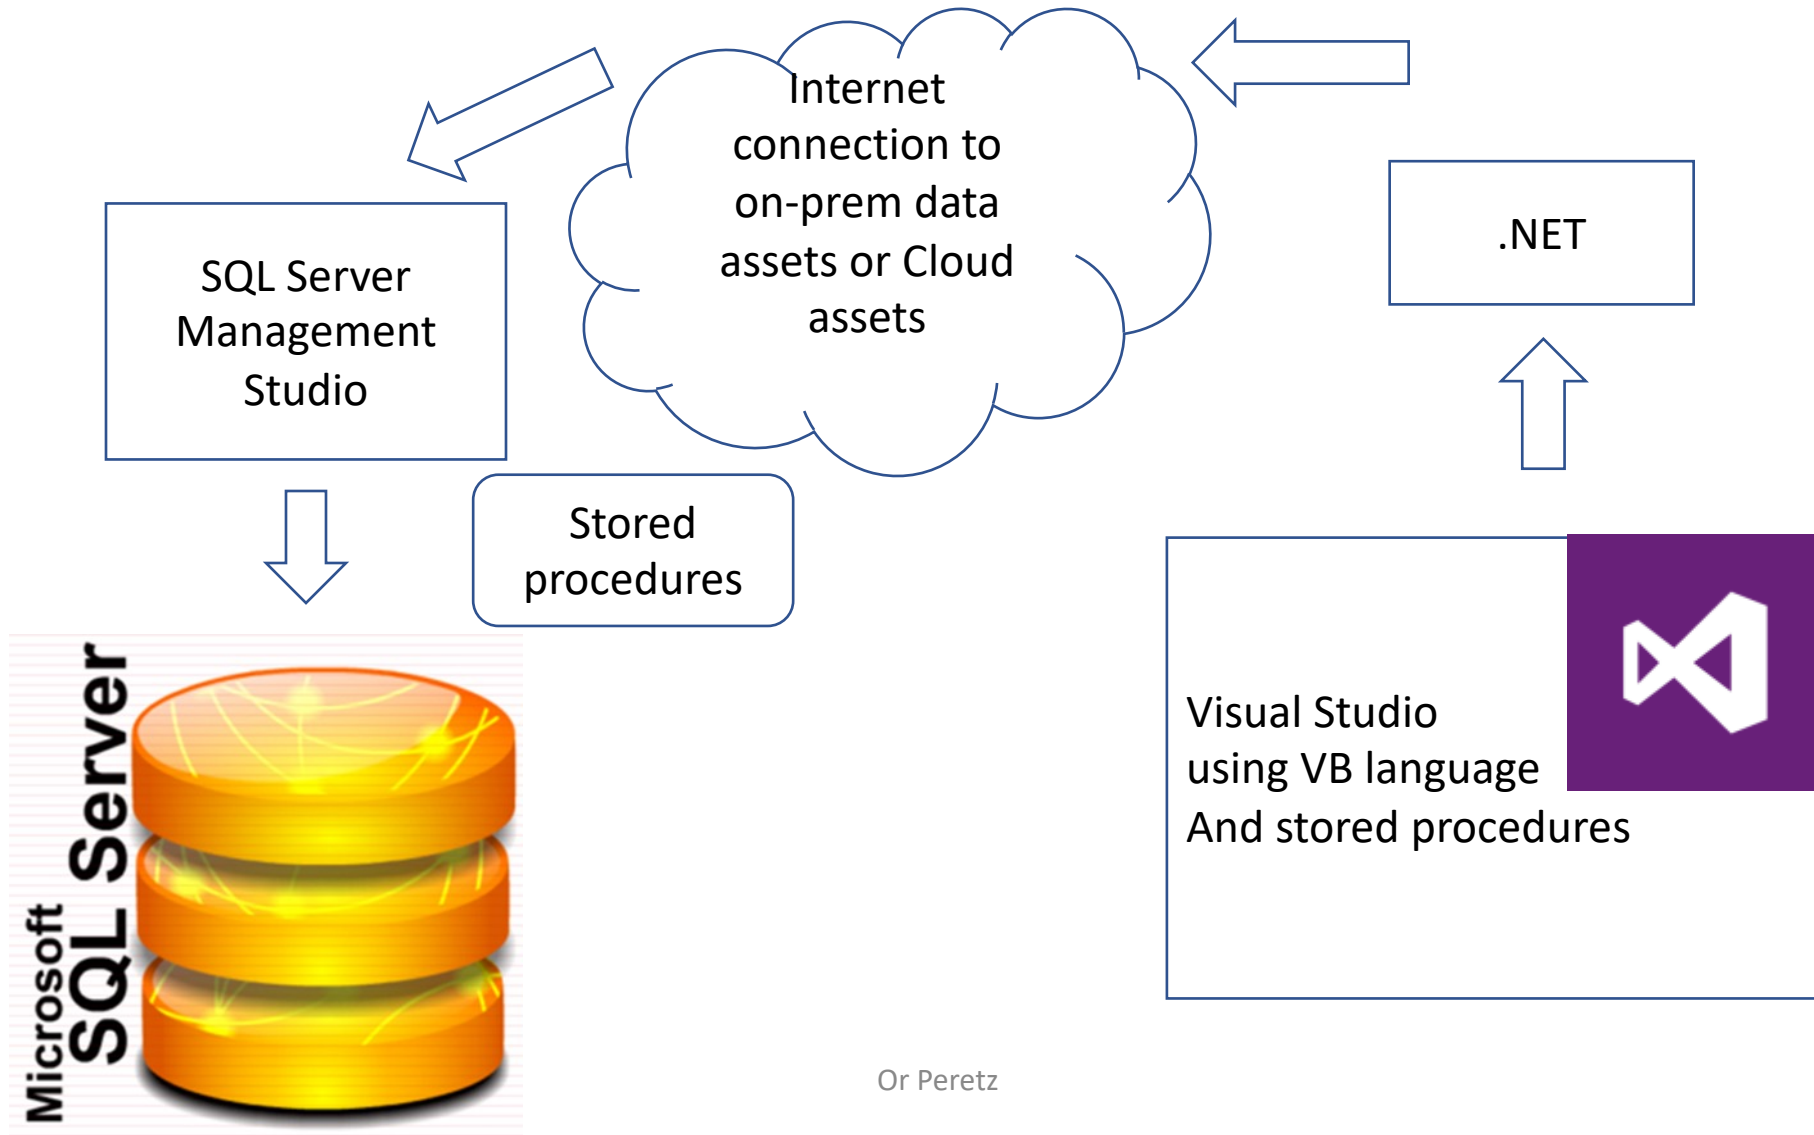 Internet
connection to
on-prem data
assets or Cloud
assets
.NET
SQL Server
Management
Studio
Stored
procedures
Visual Studio
using VB language
And stored procedures
Microsoft
SQL Server
Or Peretz